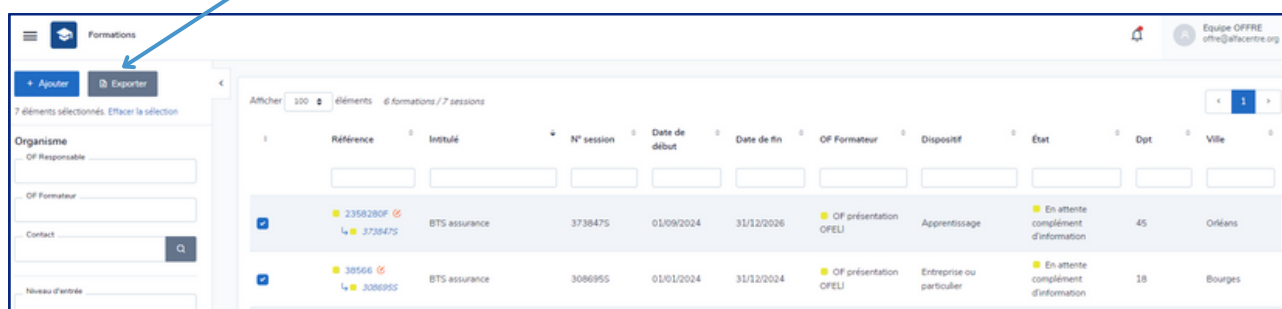 Formations
Equipe OFFRE
offre@alfacentre.org
+ Ajouter
Exporter
7 éléments sélectionnés. Effacer la sélection
Organisme
OF Responsable
OF Formateur
Contact
Niveau d'entrée
Afficher 100 éléments 6 formations / 7 sessions
< 1 >
Référence Intitulé N° session Date de début Date de fin OF Formateur Dispositif État Dpt Ville
2358280F
373847S
BTS assurance 373847S 01/09/2024 31/12/2026 OF présentation OFELI Apprentissage En attente complément d'information 45 Orléans
38566
308695S
BTS assurance 308695S 01/01/2024 31/12/2024 OF présentation OFELI Entreprise ou particulier En attente complément d'information 18 Bourges